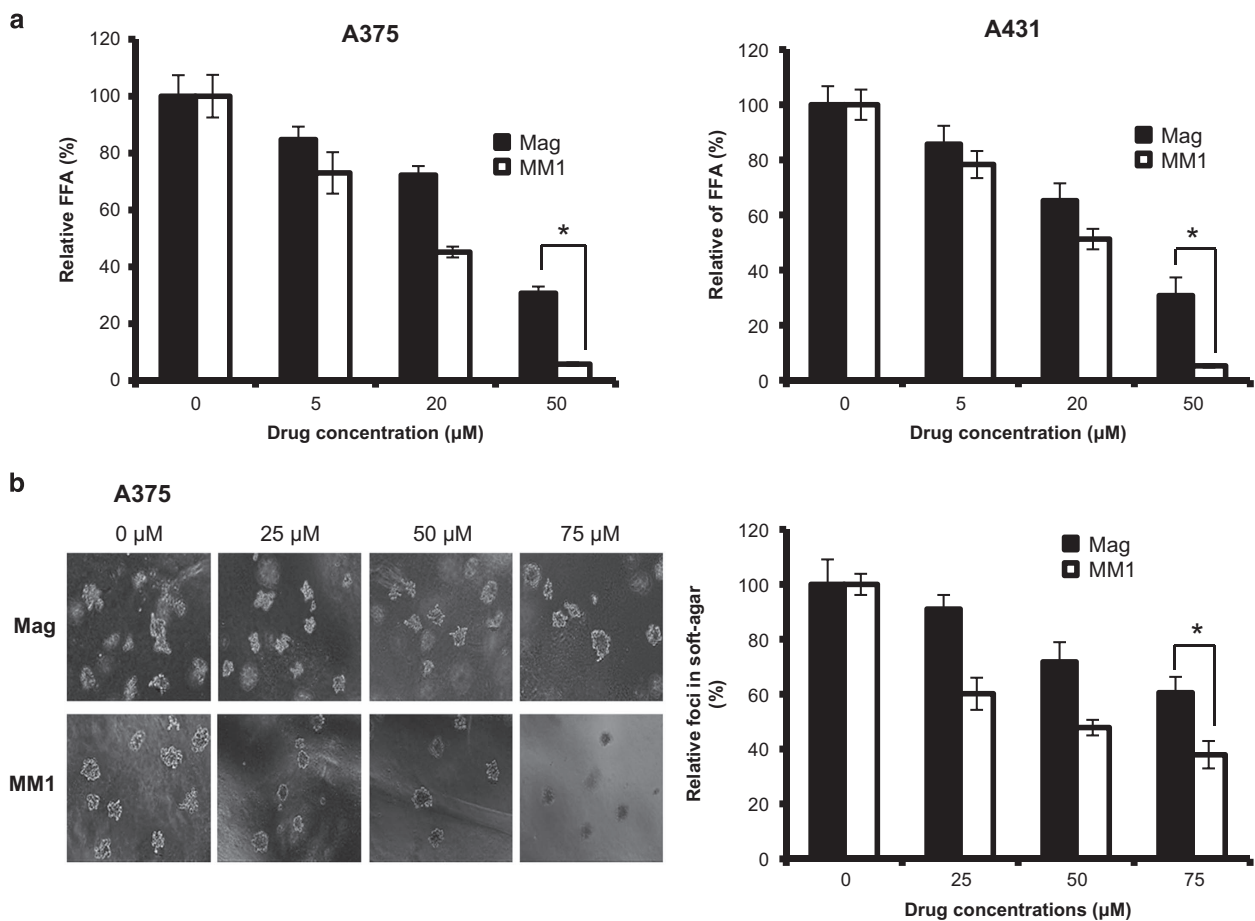 a
A375
120
100
80
60
40
20
0
Relative FFA (%)
Mag
MM1
*
0 5 20 50
Drug concentration (µM)
A431
120
100
80
60
40
20
0
Relative of FFA (%)
Mag
MM1
*
0 5 20 50
Drug concentration (µM)
b
A375
0 µM 25 µM 50 µM 75 µM
Mag
MM1
120
100
80
60
40
20
0
Relative foci in soft-agar
(%)
Mag
MM1
*
0 25 50 75
Drug concentrations (µM)